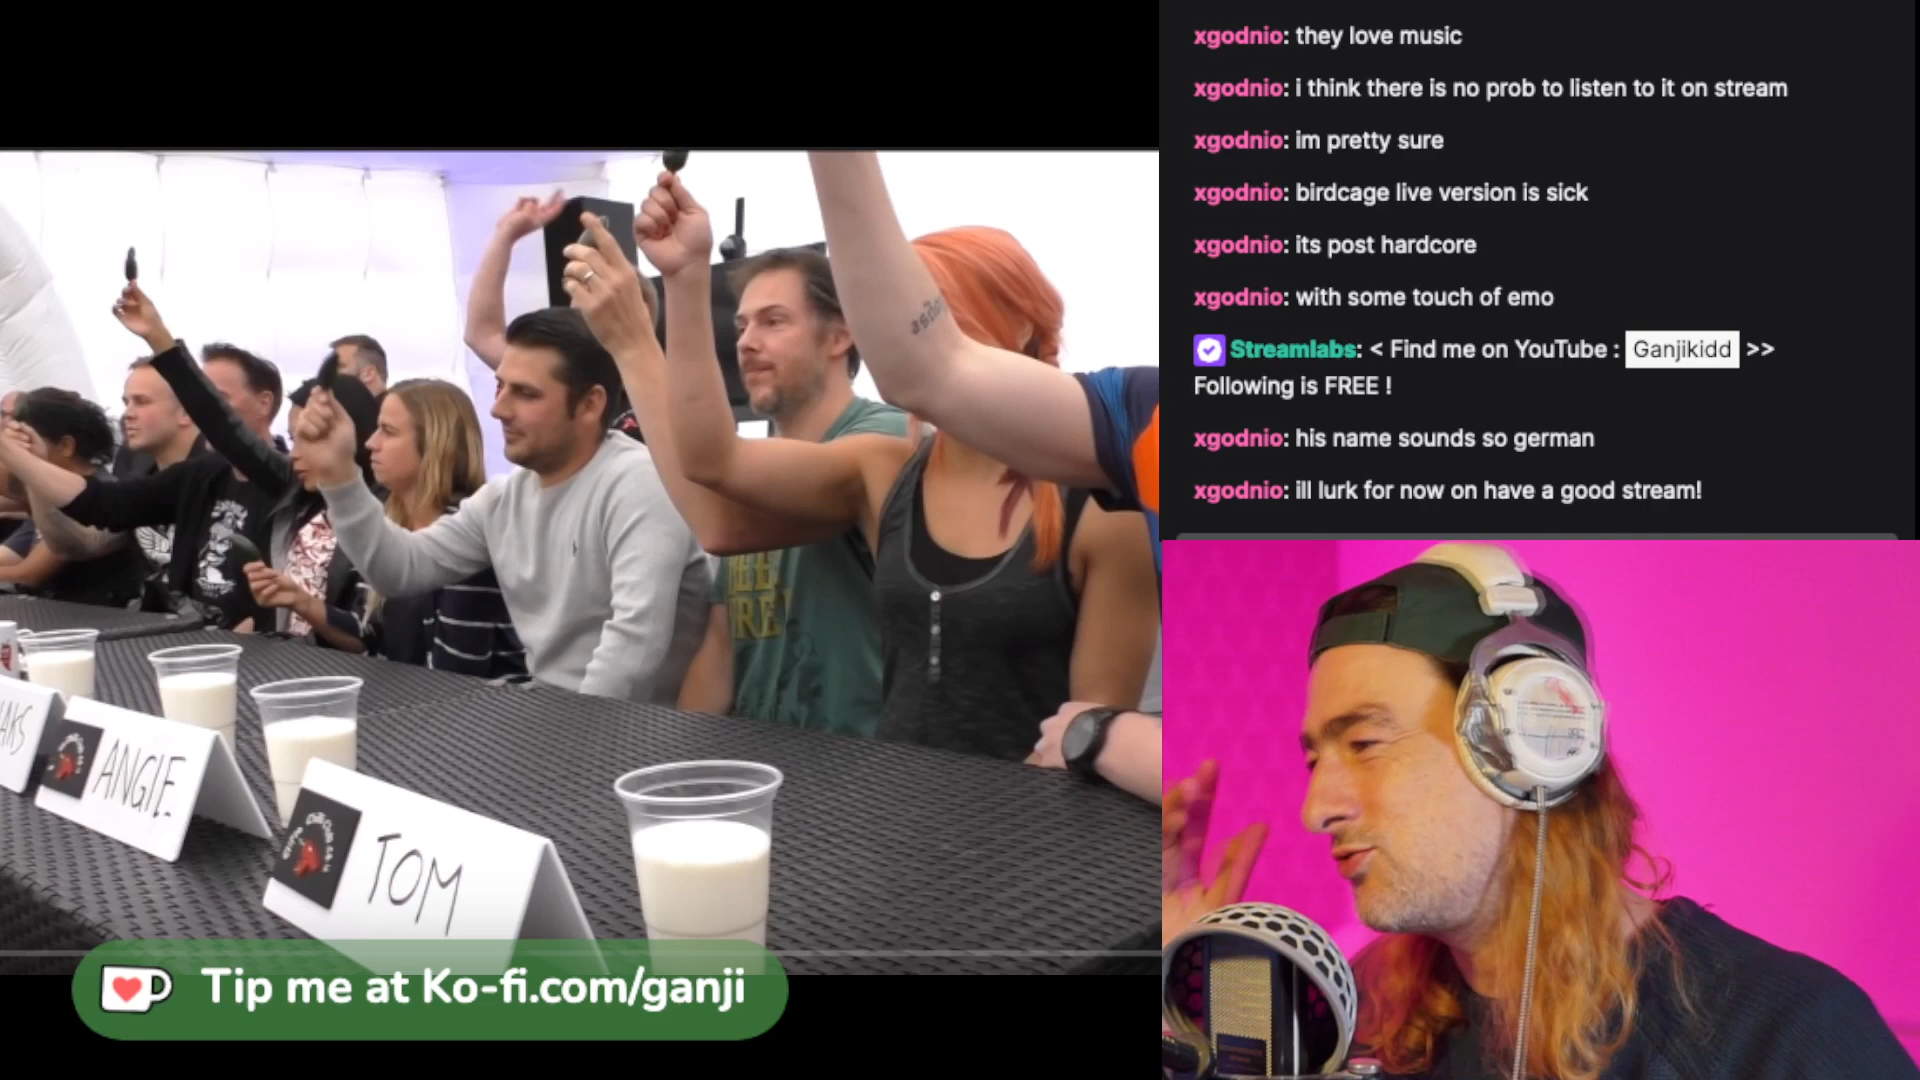 xgodnio: they love music
xgodnio: i think there is no prob to listen to it on stream
xgodnio: im pretty sure
xgodnio: birdcage live version is sick
xgodnio: its post hardcore
xgodnio: with some touch of emo
Streamlabs: < Find me on YouTube : Ganjikidd >>
Following is FREE !
xgodnio: his name sounds so german
xgodnio: ill lurk for now on have a good stream!
ANGIE
TOM
Tip me at Ko-fi.com/ganji